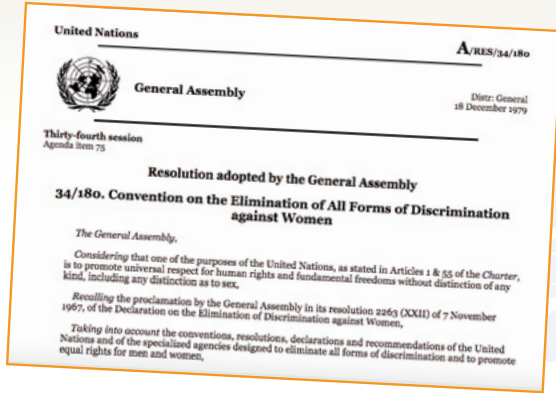 United Nations
A/RES/34/180
General Assembly
Distr: General
18 December 1979
Thirty-fourth session
Agenda item 75
Resolution adopted by the General Assembly
34/180. Convention on the Elimination of All Forms of Discrimination
against Women
The General Assembly,
Considering that one of the purposes of the United Nations, as stated in Articles 1 & 55 of the Charter,
is to promote universal respect for human rights and fundamental freedoms without distinction of any
kind, including any distinction as to sex,
Recalling the proclamation by the General Assembly in its resolution 2263 (XXII) of 7 November
1967, of the Declaration on the Elimination of Discrimination against Women,
Taking into account the conventions, resolutions, declarations and recommendations of the United
Nations and of the specialized agencies designed to eliminate all forms of discrimination and to promote
equal rights for men and women,